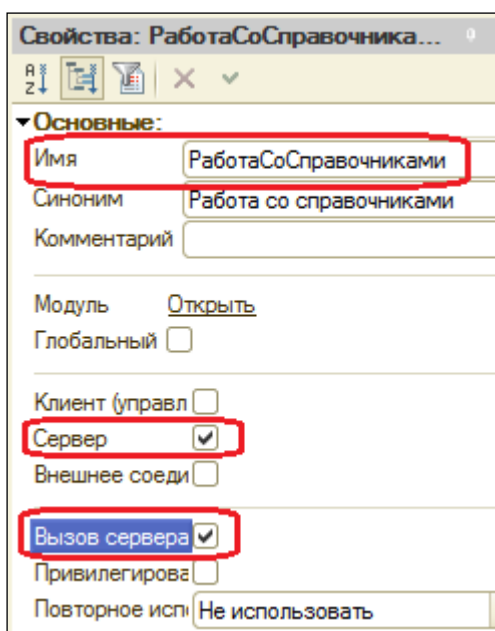 Свойства: РаботаСоСправочника...
Основные:
Имя РаботаСоСправочниками
Синоним Работа со справочниками
Комментарий
Модуль Открыть
Глобальный
Клиент (управл
Сервер
Внешнее соеди
Вызов сервера
Привилегирова
Повторное исп Не использовать